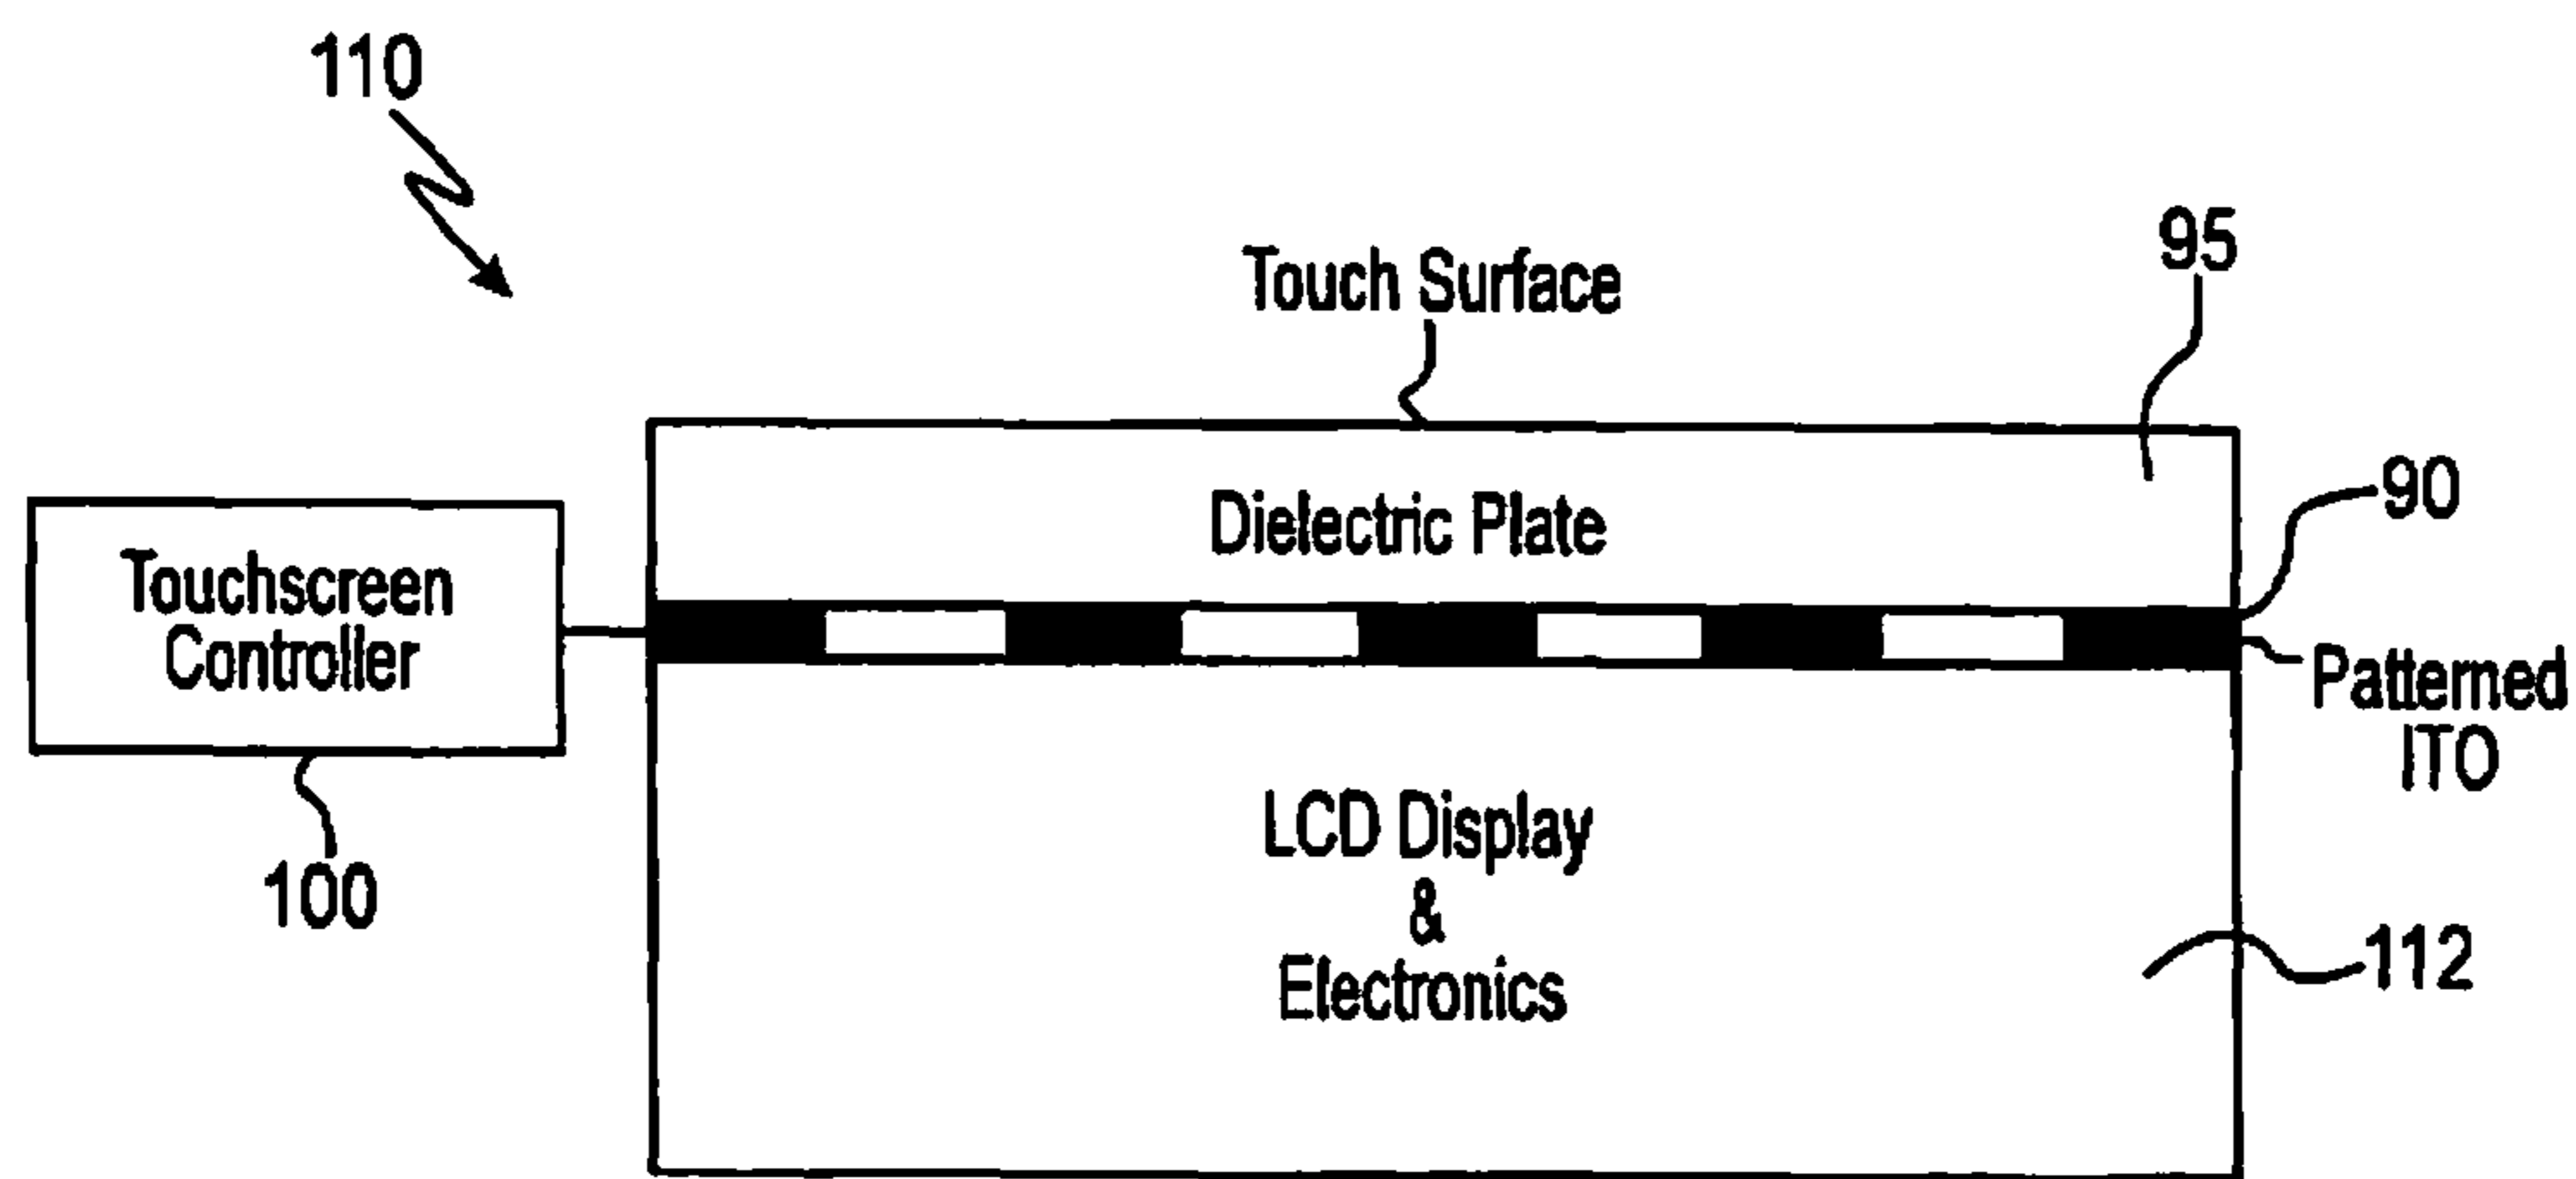 110
Touch Surface
95
Dielectric Plate
90
Touchscreen
Controller
Patterned
ITO
100
LCD Display
&
Electronics
112